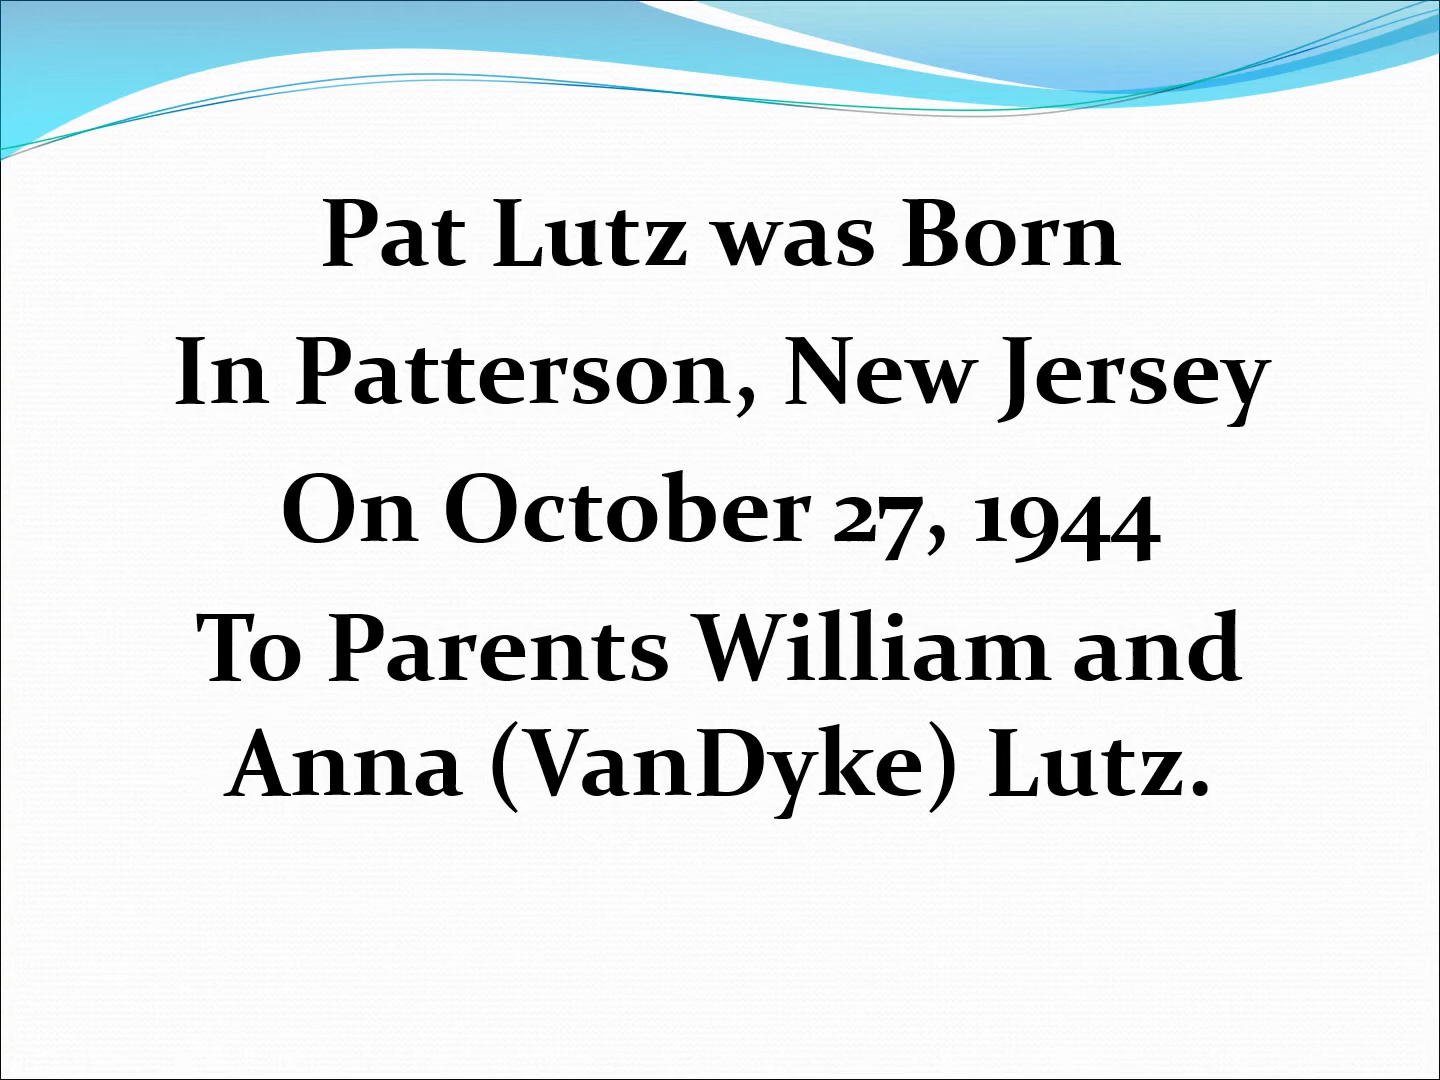 Pat Lutz was Born
In Patterson, New Jersey
On October 27, 1944
To Parents William and
Anna (VanDyke) Lutz.